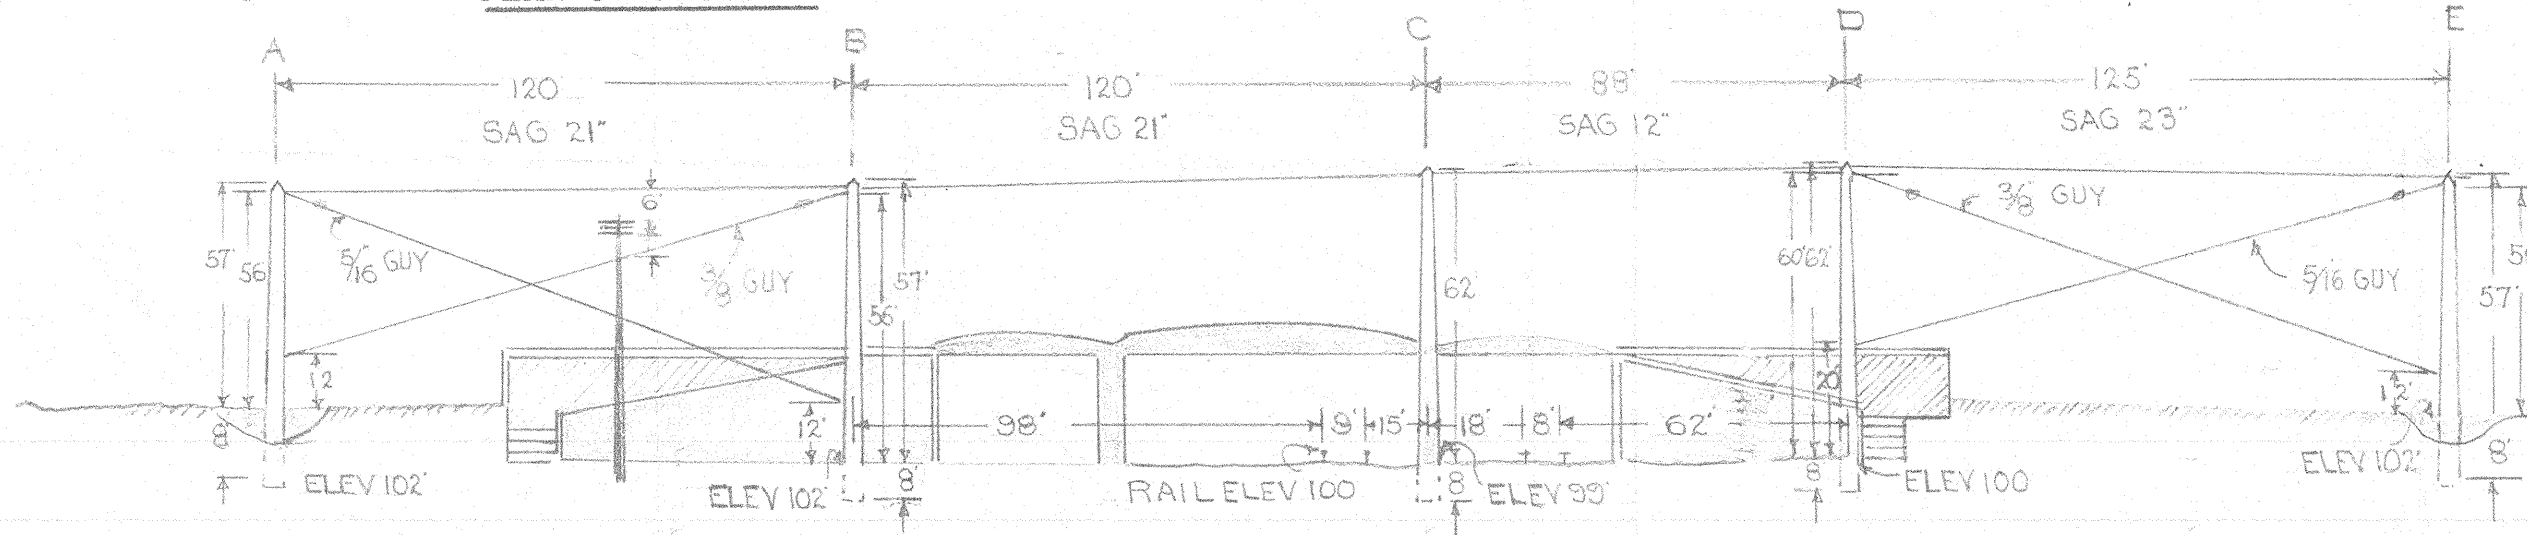 A B C D E
120' 120' 88' 125'
SAG 21" SAG 21" SAG 12" SAG 23"
6'
5/16" GUY
3/8 GUY
3/8" GUY
5/16" GUY
57' 56
56' 57'
62'
60' 62'
57'
12
12'
20'
12'
98' 9' 15' 18' 8' 62'
8' 8' 8' 8' 8'
ELEV 102'
ELEV 102'
RAIL ELEV 100
ELEV 99'
ELEV 100
ELEV 102'